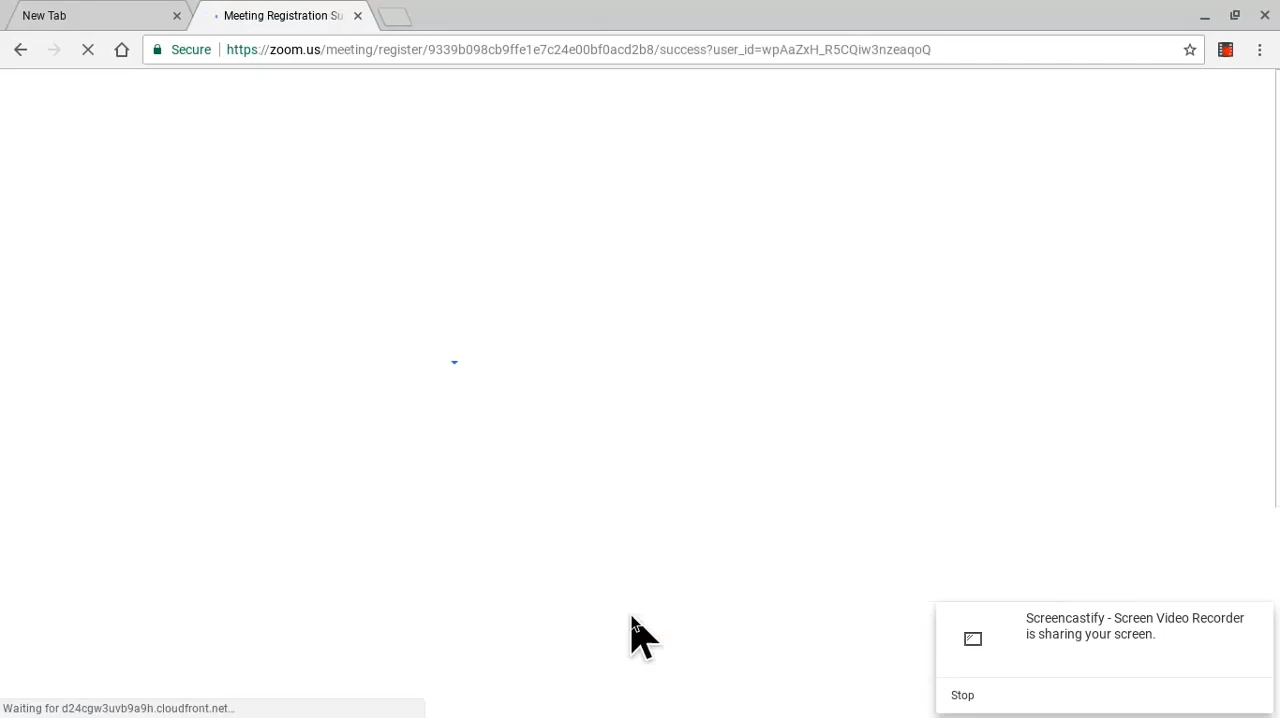 New Tab
Meeting Registration Su
Secure
https://zoom.us/meeting/register/9339b098cb9ffe1e7c24e00bf0acd2b8/success?user_id=wpAaZxH_R5CQiw3nzeaqoQ
Screencastify - Screen Video Recorder
is sharing your screen.
Stop
Waiting for d24cgw3uvb9a9h.cloudfront.net...